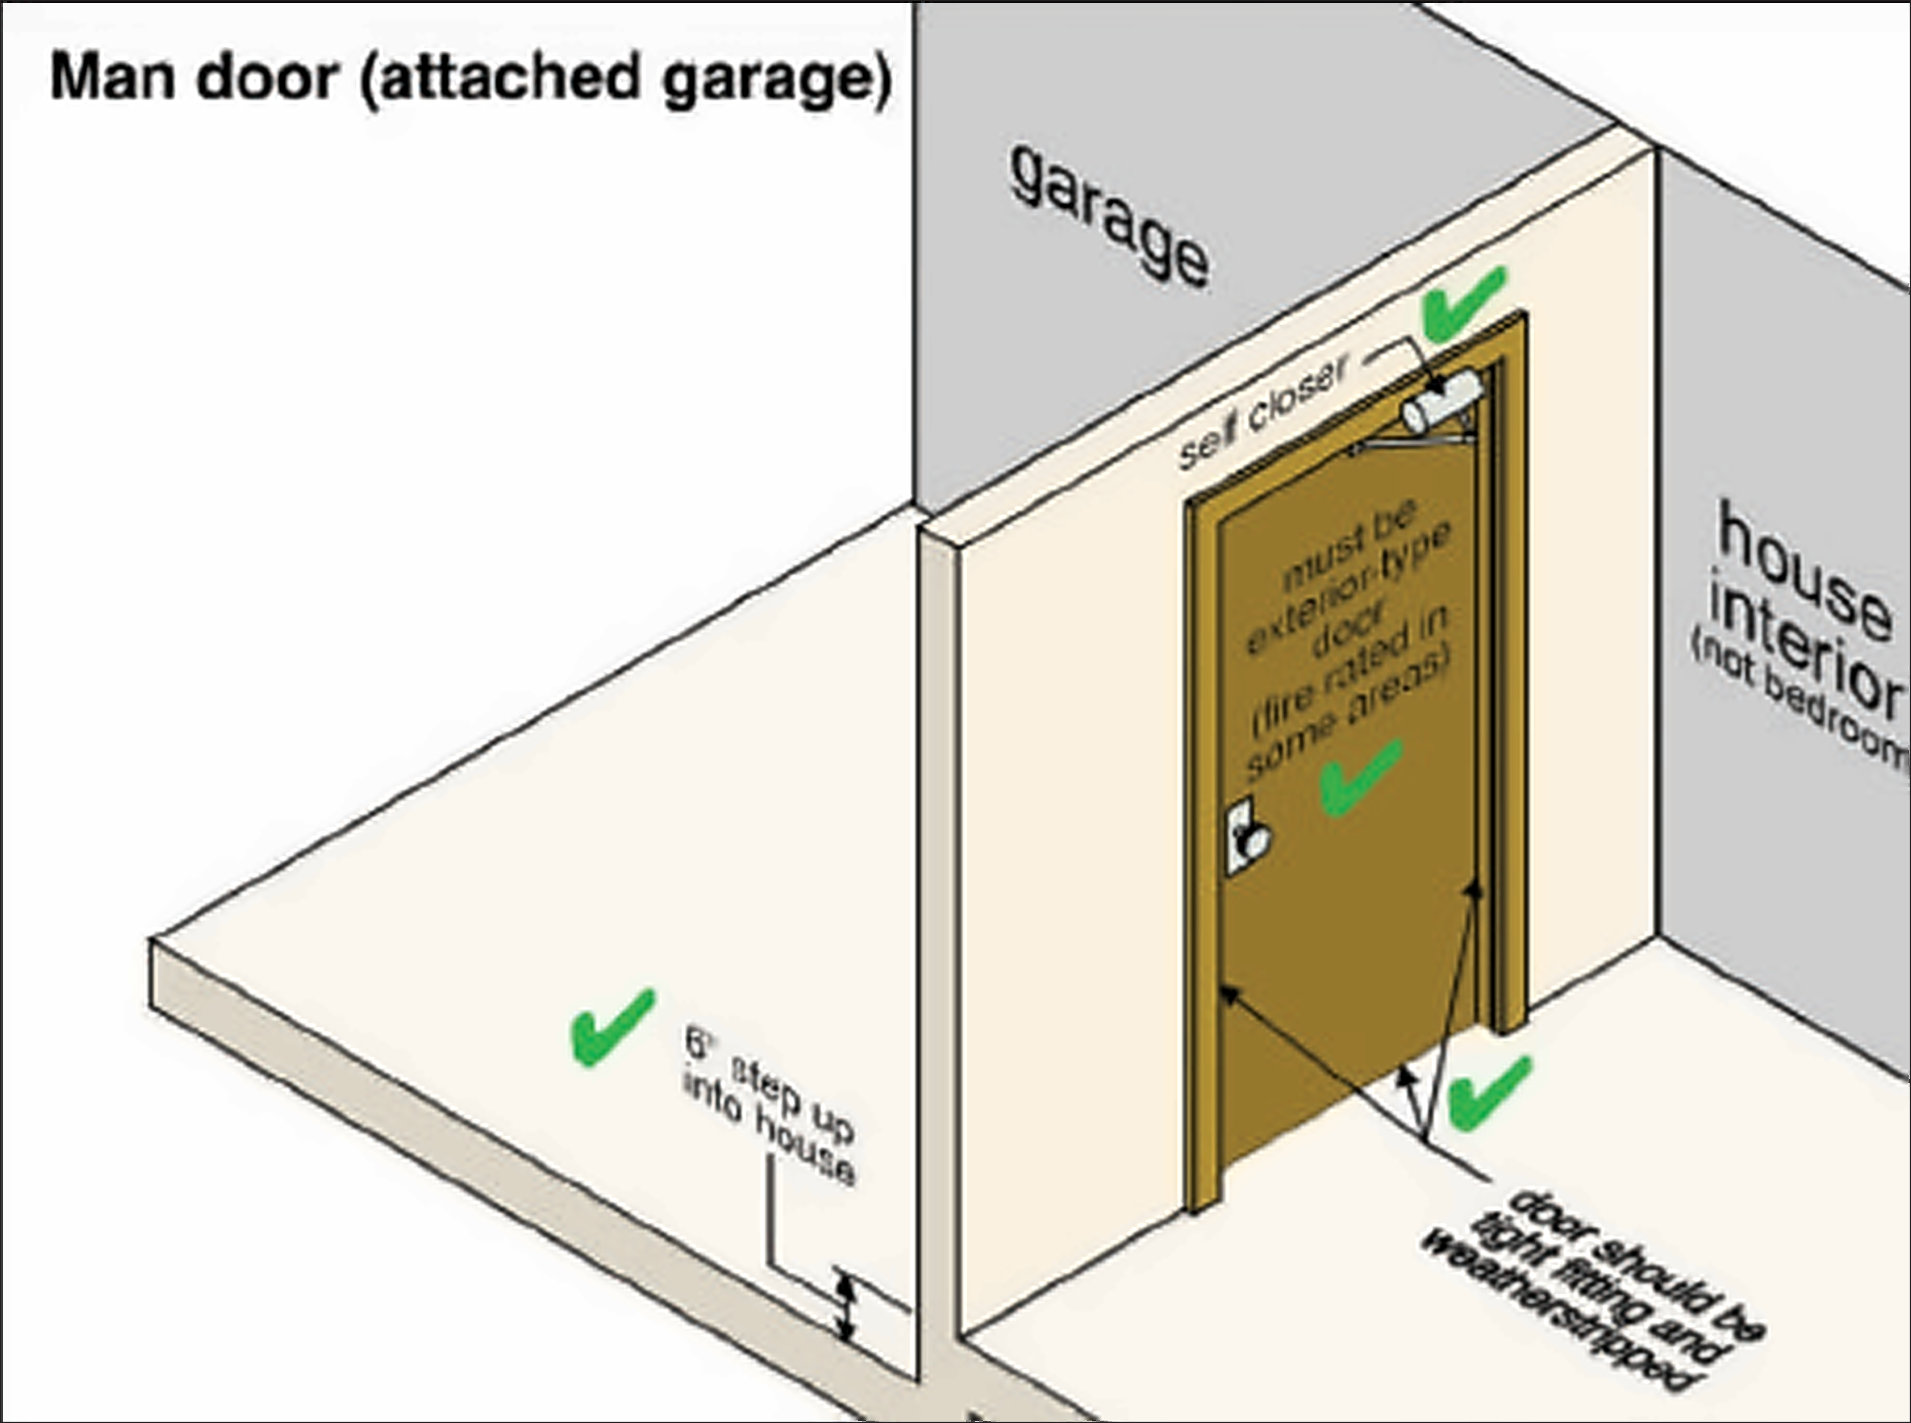 Man door (attached garage)
garage
self closer
must be
exterior-type
door
(fire rated in
some areas)
house
interior
(not bedroom
6" step up
into house
door should be
tight fitting and
weatherstripped